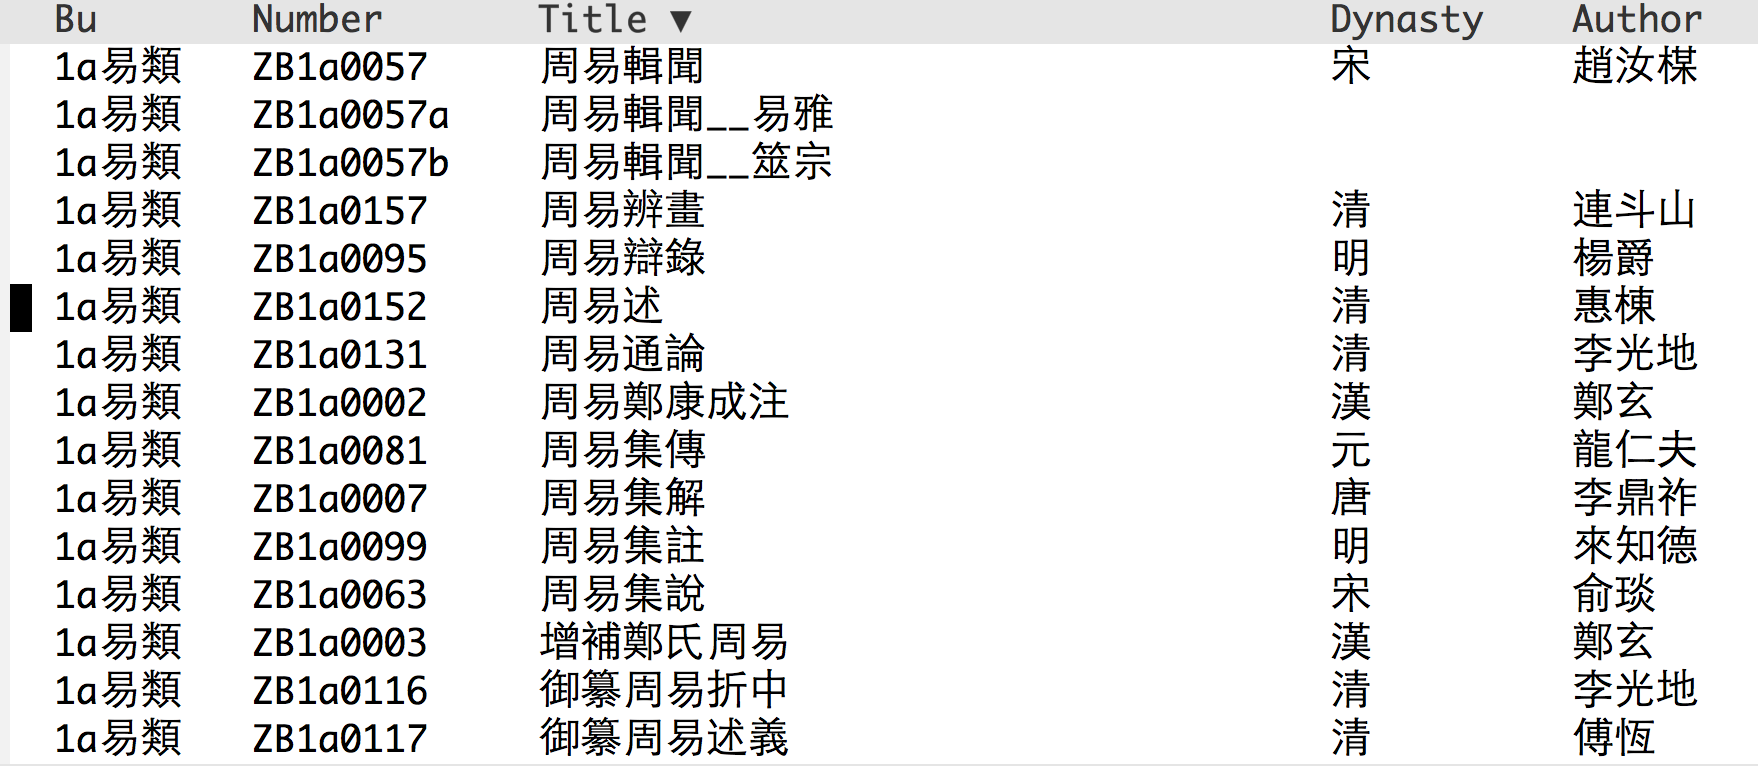 Bu Number Title ▼ Dynasty Author
1a易類 ZB1a0057 周易輯聞 宋 趙汝楳
1a易類 ZB1a0057a 周易輯聞__易雅
1a易類 ZB1a0057b 周易輯聞__筮宗
1a易類 ZB1a0157 周易辨畫 清 連斗山
1a易類 ZB1a0095 周易辯錄 明 楊爵
1a易類 ZB1a0152 周易述 清 惠棟
1a易類 ZB1a0131 周易通論 清 李光地
1a易類 ZB1a0002 周易鄭康成注 漢 鄭玄
1a易類 ZB1a0081 周易集傳 元 龍仁夫
1a易類 ZB1a0007 周易集解 唐 李鼎祚
1a易類 ZB1a0099 周易集註 明 來知德
1a易類 ZB1a0063 周易集說 宋 俞琰
1a易類 ZB1a0003 增補鄭氏周易 漢 鄭玄
1a易類 ZB1a0116 御纂周易折中 清 李光地
1a易類 ZB1a0117 御纂周易述義 清 傅恆